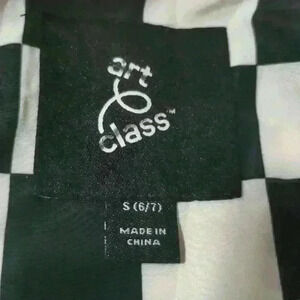 art
class™
S (6/7)
MADE IN
CHINA